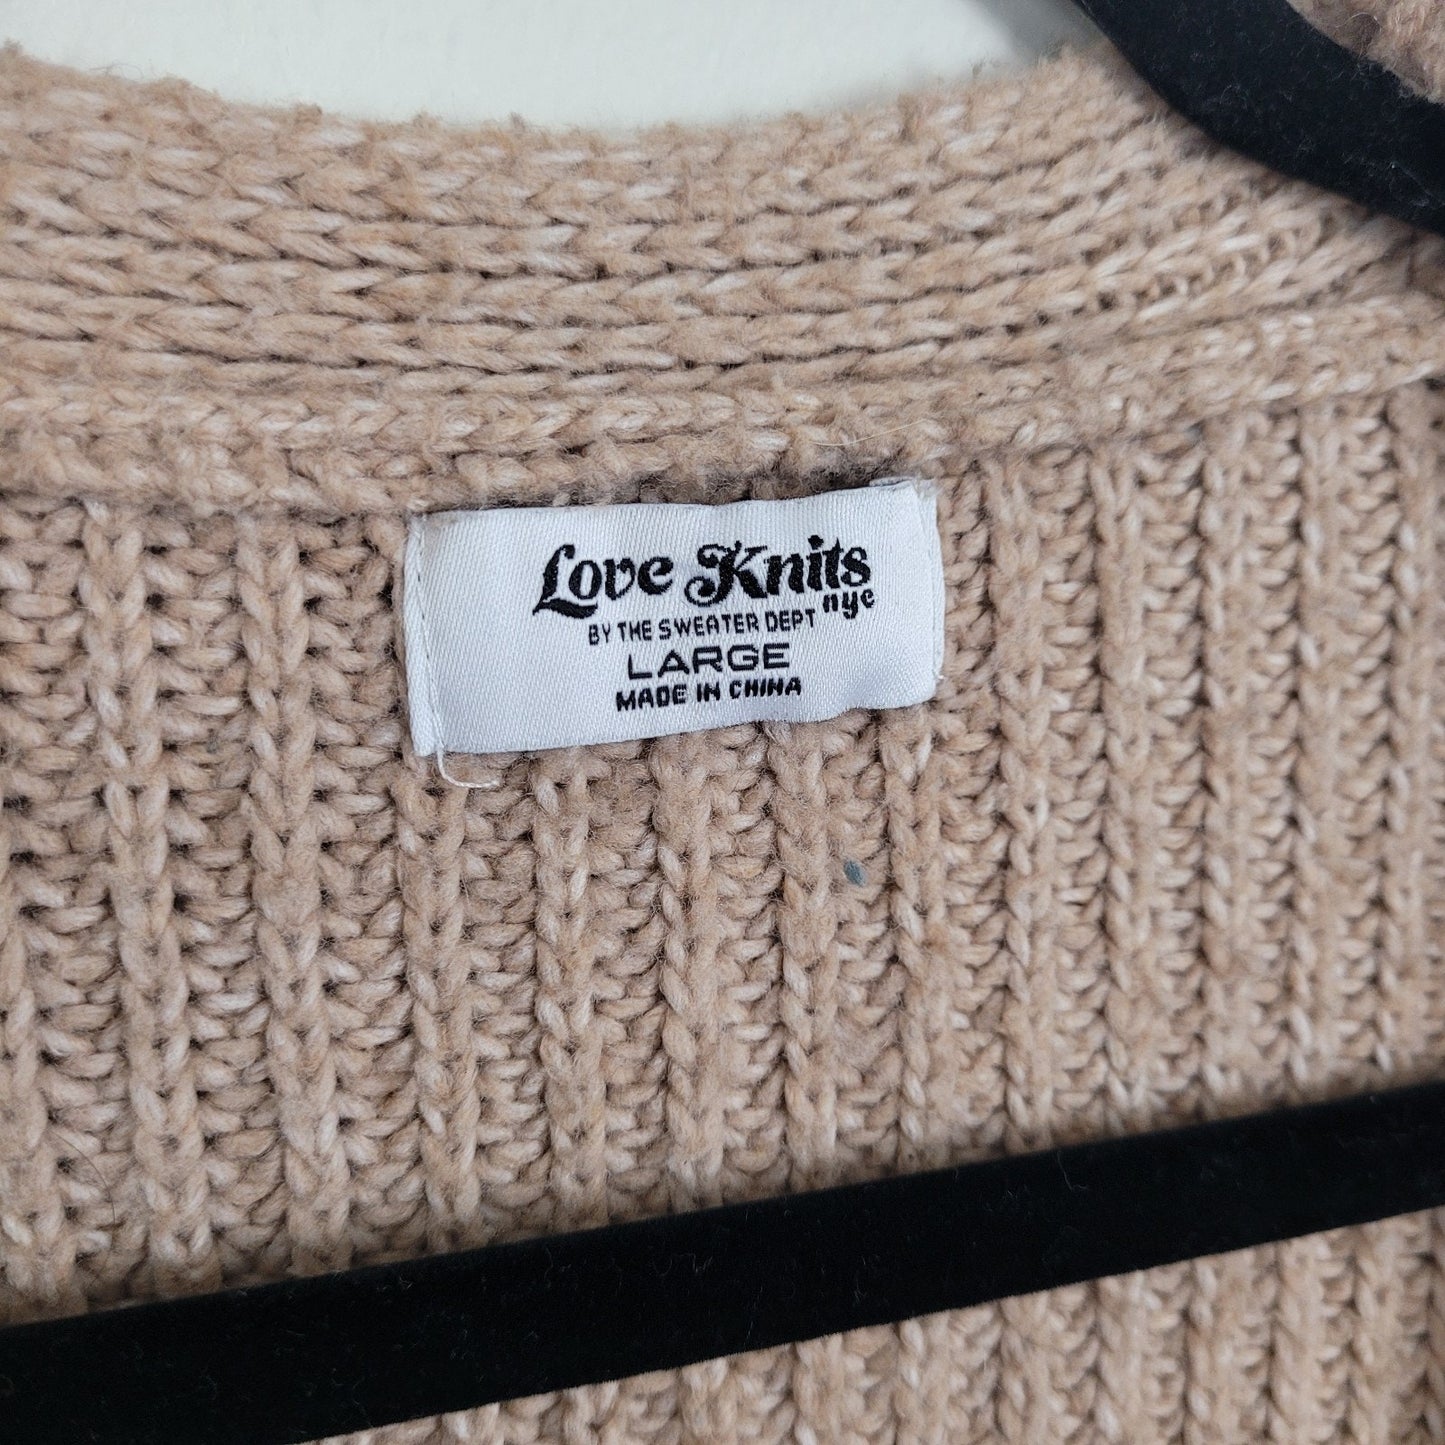 Love Knits
nyc
BY THE SWEATER DEPT
LARGE
MADE IN CHINA